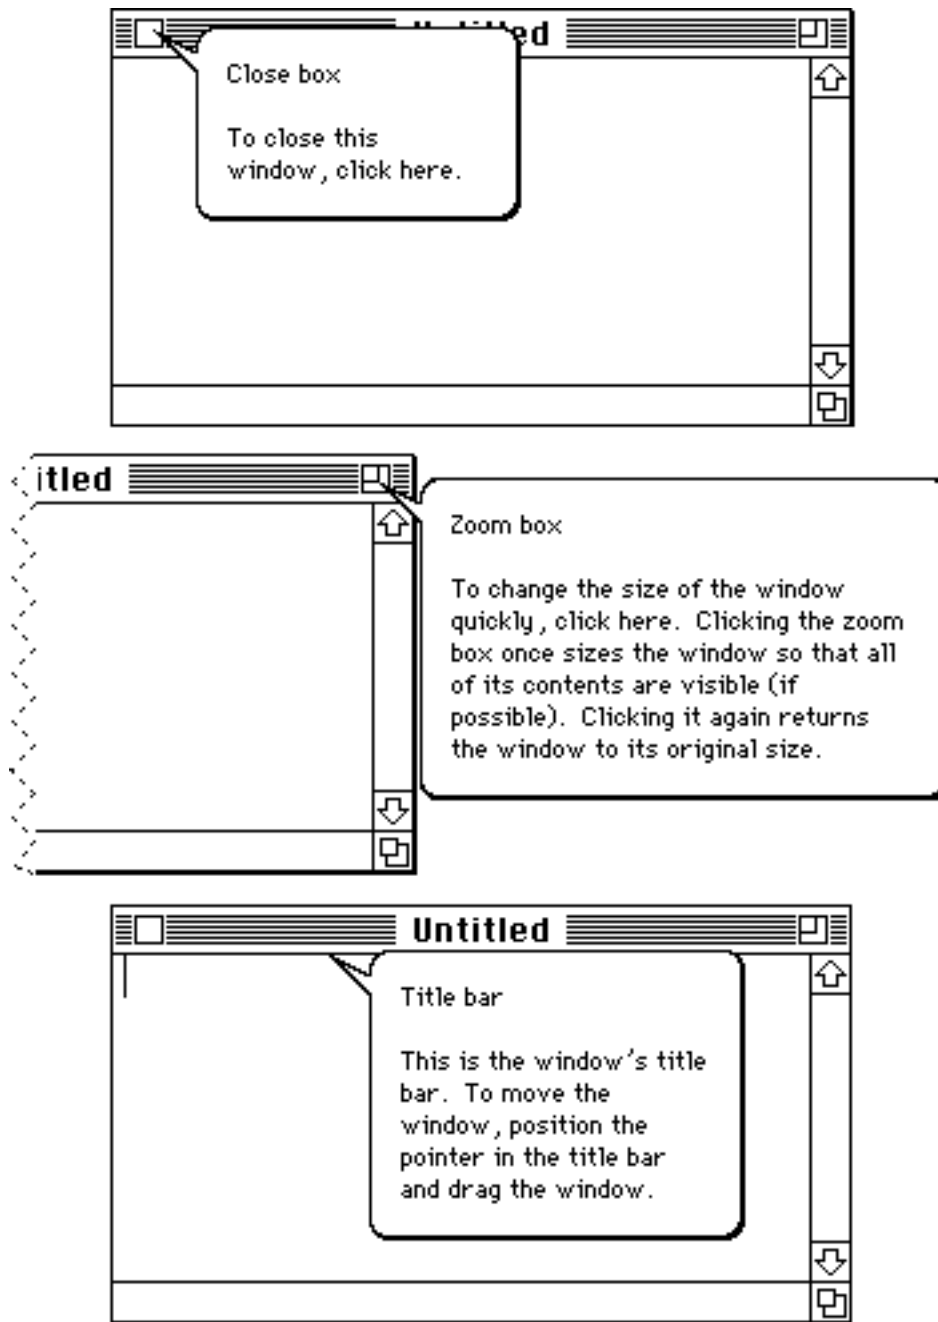 Close box
To close this
window, click here.
itled
Zoom box
To change the size of the window
quickly, click here. Clicking the zoom
box once sizes the window so that all
of its contents are visible (if
possible). Clicking it again returns
the window to its original size.
Untitled
Title bar
This is the window's title
bar. To move the
window, position the
pointer in the title bar
and drag the window.